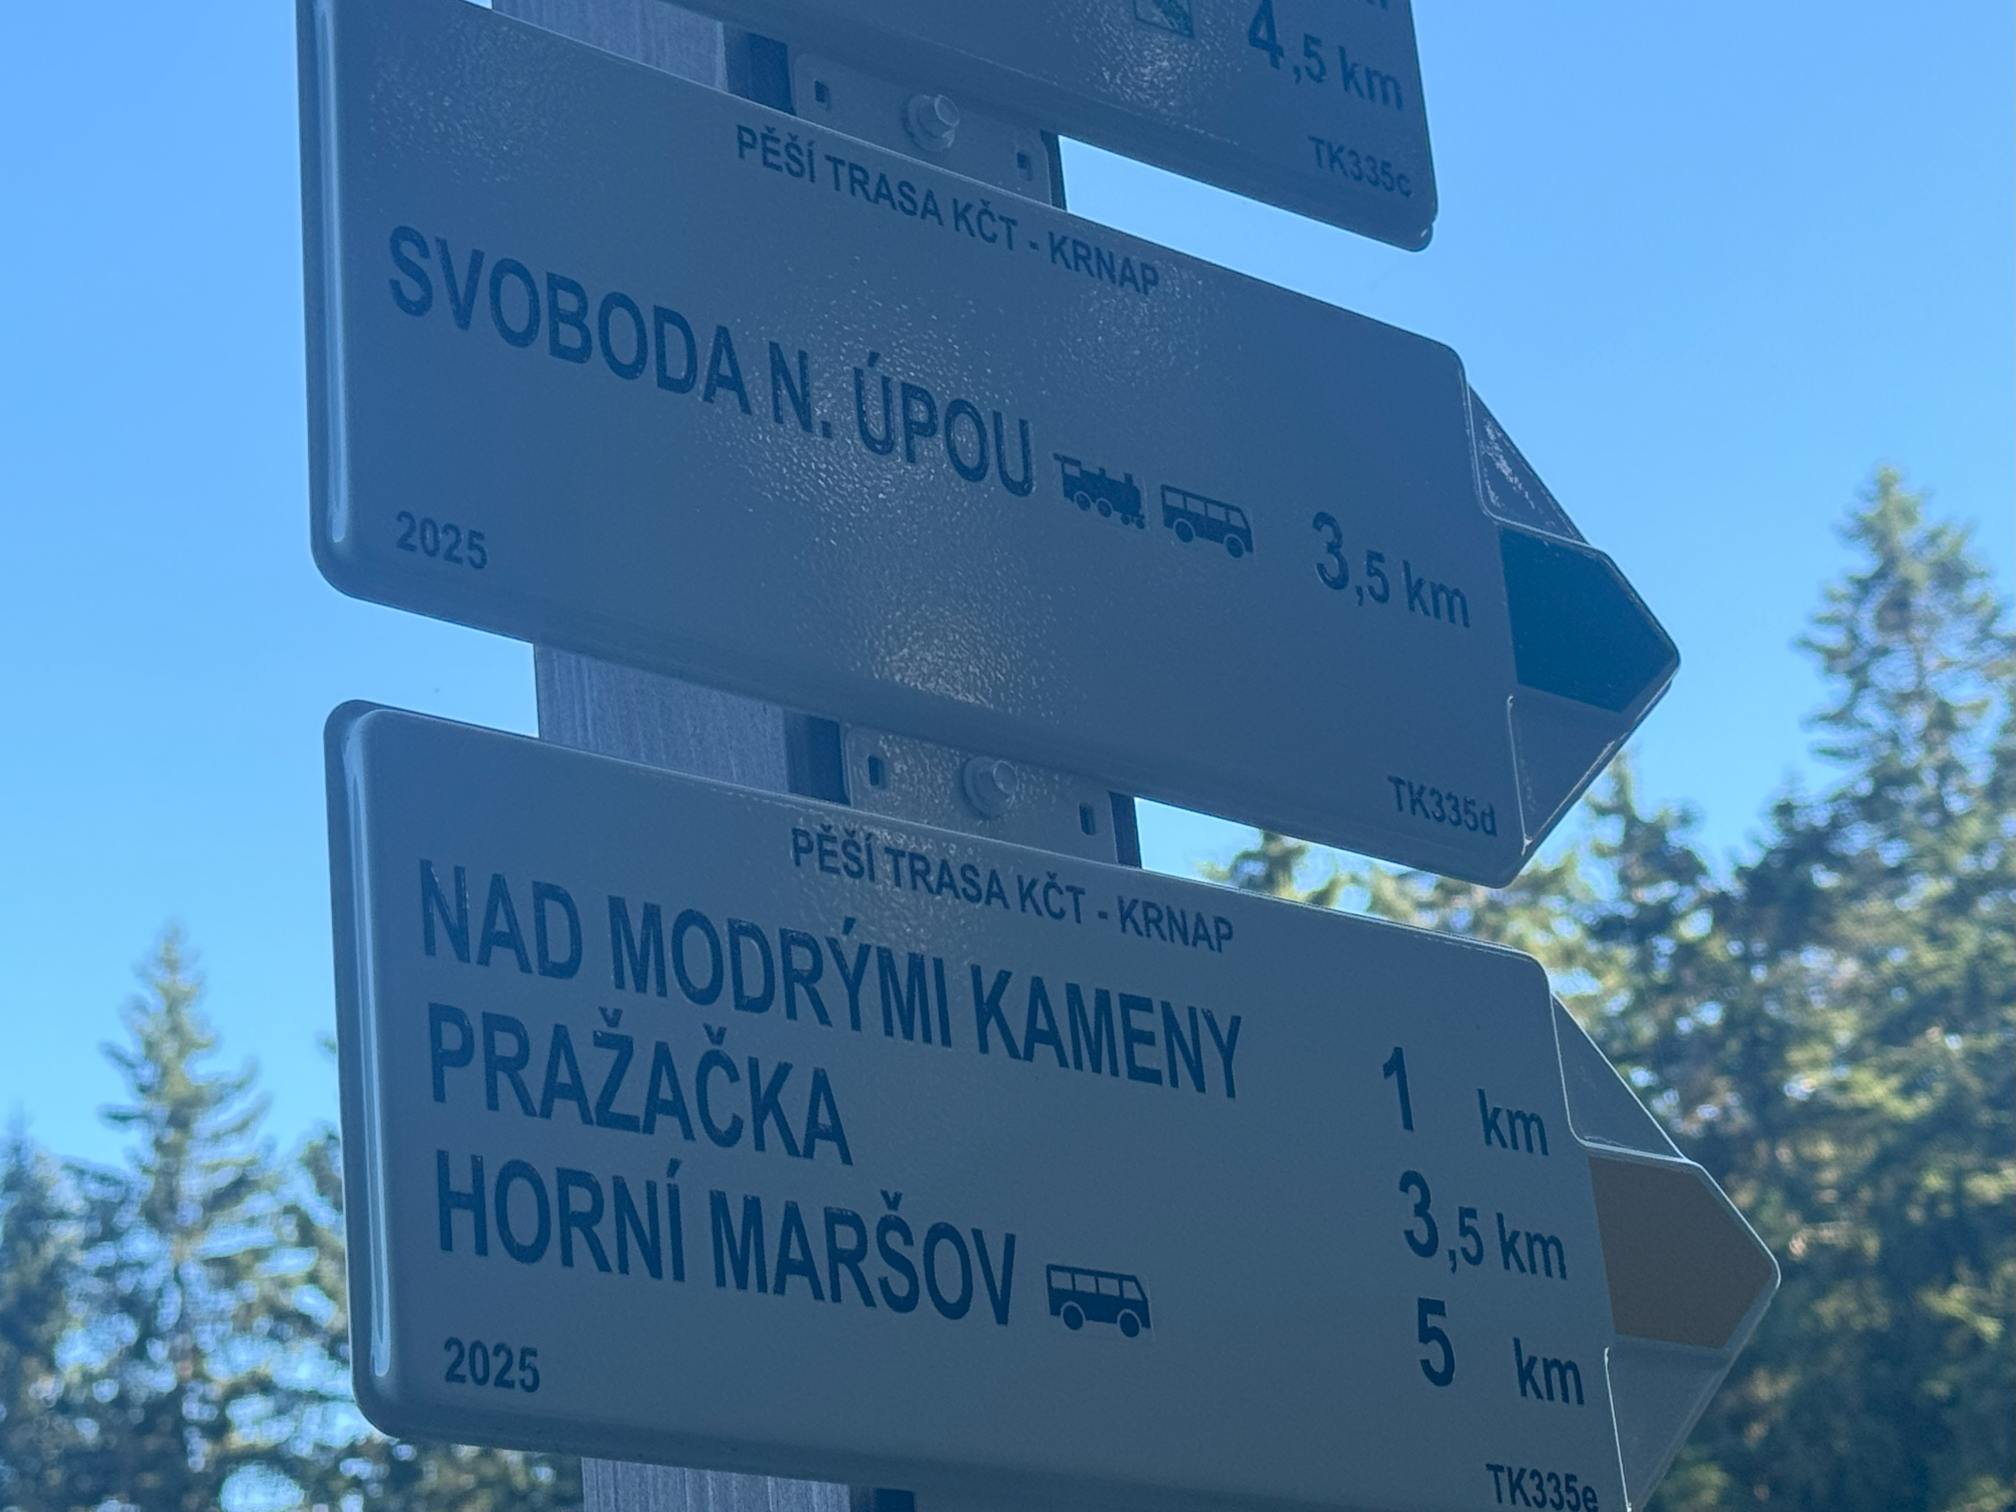 4,5 km
TK335c
PĚŠÍ TRASA KČT - KRNAP
SVOBODA N. ÚPOU 3,5 km
2025
TK335d
PĚŠÍ TRASA KČT - KRNAP
NAD MODRÝMI KAMENY 1 km
PRAŽAČKA 3,5 km
HORNÍ MARŠOV 5 km
2025
TK335e